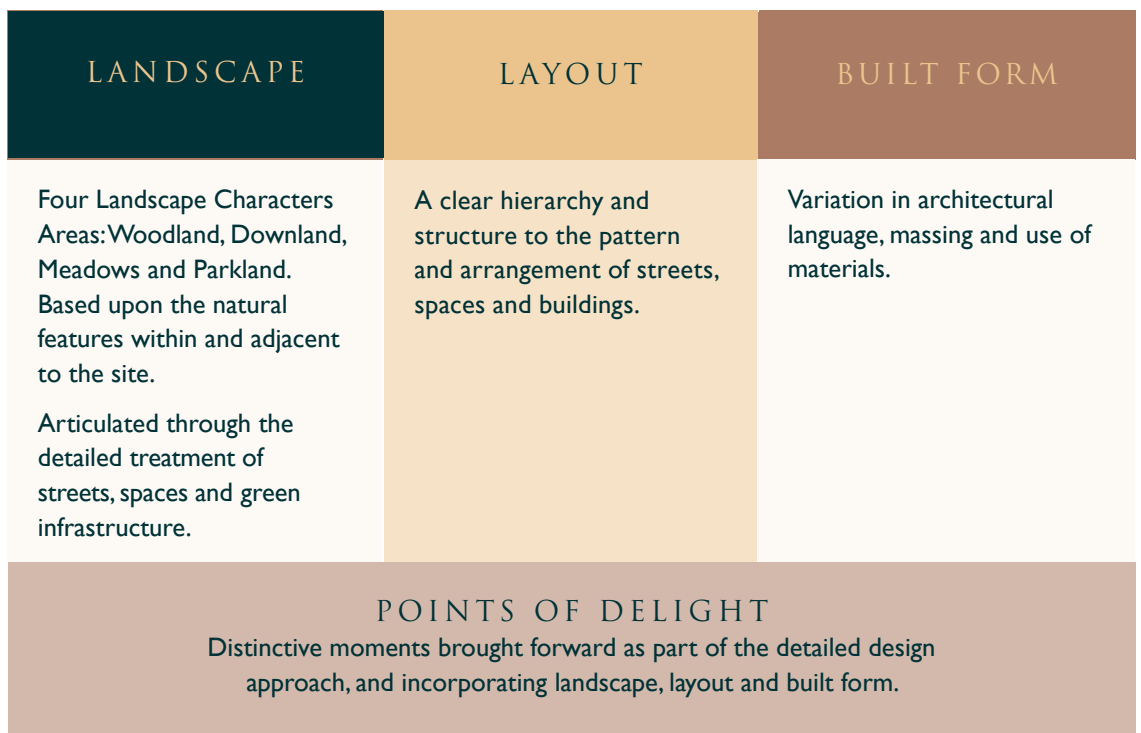 LANDSCAPE
Four Landscape Characters
Areas: Woodland, Downland,
Meadows and Parkland.
Based upon the natural
features within and adjacent
to the site.
Articulated through the
detailed treatment of
streets, spaces and green
infrastructure.
LAYOUT
A clear hierarchy and
structure to the pattern
and arrangement of streets,
spaces and buildings.
BUILT FORM
Variation in architectural
language, massing and use of
materials.
POINTS OF DELIGHT
Distinctive moments brought forward as part of the detailed design
approach, and incorporating landscape, layout and built form.